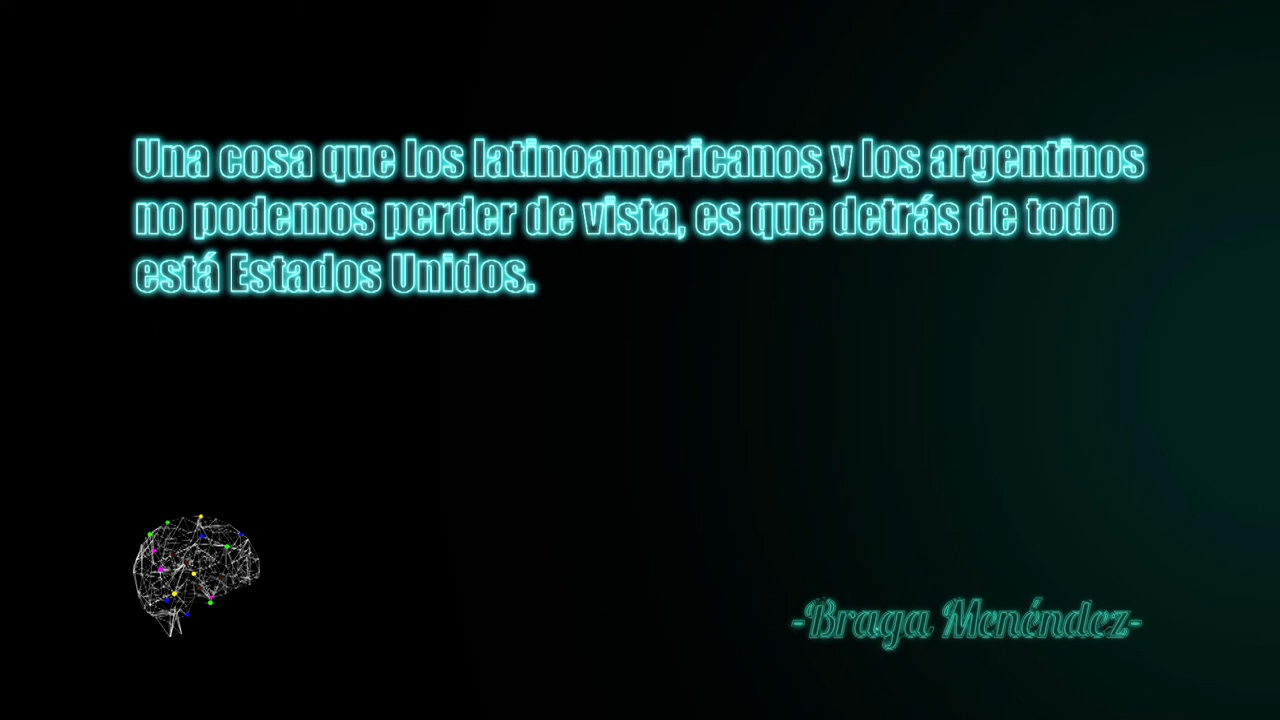 Una cosa que los latinoamericanos y los argentinos
no podemos perder de vista, es que detrás de todo
está Estados Unidos.
-Braga Menéndez-